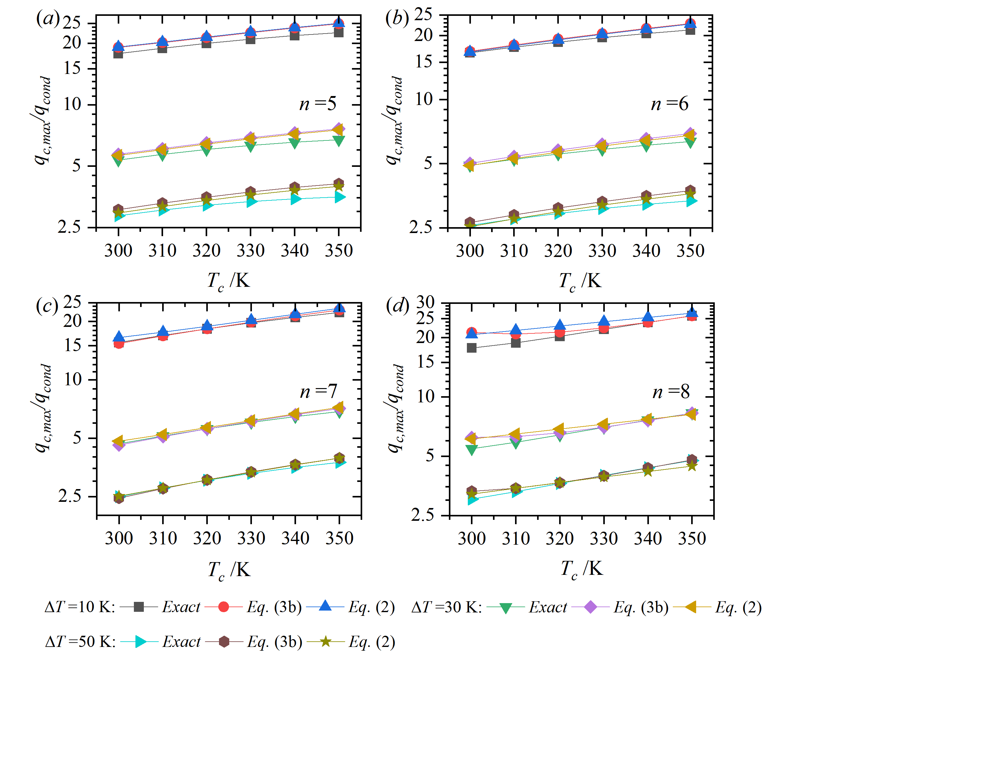 (a)
25
20
15
10
5
2.5
q_{c,max}/q_{cond}
n =5
300 310 320 330 340 350
T_c /K
(b)
25
20
15
10
5
2.5
q_{c,max}/q_{cond}
n =6
300 310 320 330 340 350
T_c /K
(c)
25
20
15
10
5
2.5
q_{c,max}/q_{cond}
n =7
300 310 320 330 340 350
T_c /K
(d)
30
25
20
15
10
5
2.5
q_{c,max}/q_{cond}
n =8
300 310 320 330 340 350
T_c /K
ΔT =10 K: Exact Eq. (3b) Eq. (2) ΔT =30 K: Exact Eq. (3b) Eq. (2)
ΔT =50 K: Exact Eq. (3b) Eq. (2)